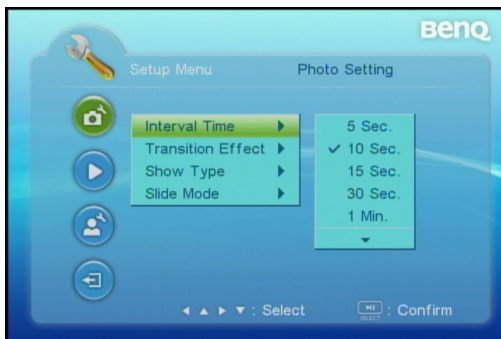 BenQ
Setup Menu
Photo Setting
Interval Time
Transition Effect
Show Type
Slide Mode
5 Sec.
✓ 10 Sec.
15 Sec.
30 Sec.
1 Min.
◀ ▲ ▶ ▼ : Select
SELECT : Confirm